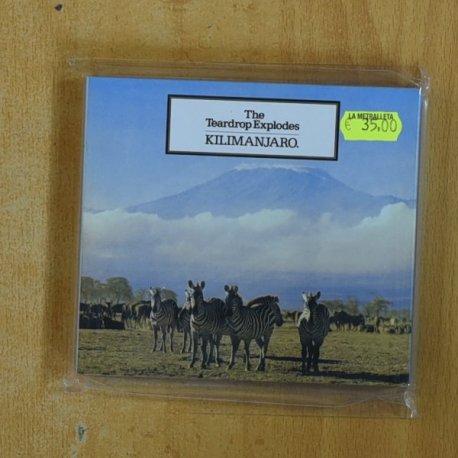 The
Teardrop Explodes
KILIMANJARO.
LA METRALLETA
€ 35,00